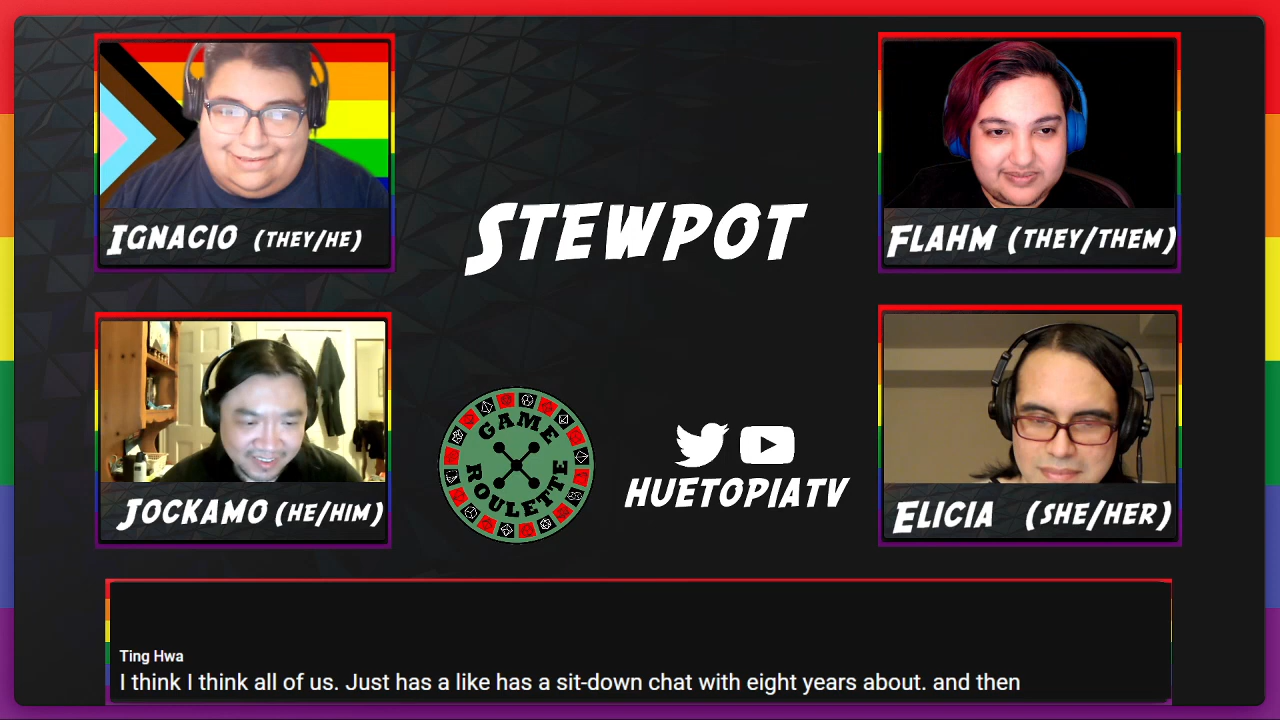 IGNACIO (THEY/HE)
FLAHM (THEY/THEM)
STEWPOT
JOCKAMO (HE/HIM)
GAME
ROULETTE
HUETOPIATV
ELICIA (SHE/HER)
Ting Hwa
I think I think all of us. Just has a like has a sit-down chat with eight years about. and then